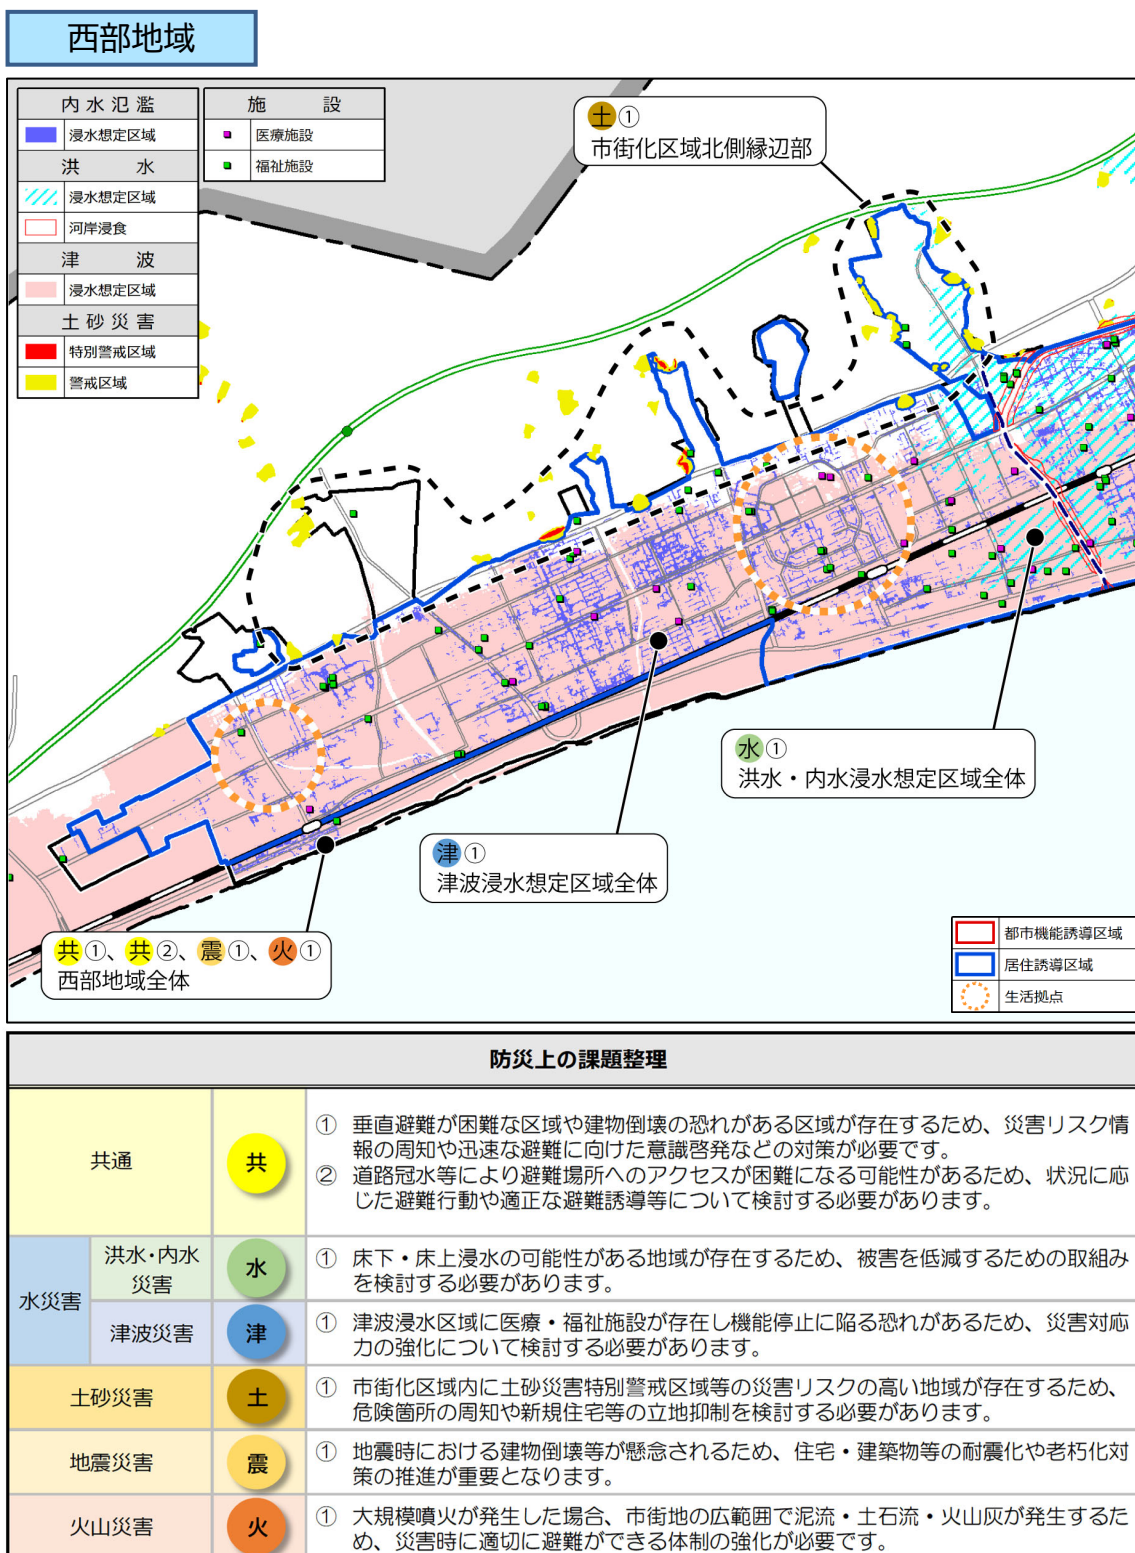 西部地域
内水氾濫
浸水想定区域
洪　水
浸水想定区域
河岸浸食
津　波
浸水想定区域
土砂災害
特別警戒区域
警戒区域
施　設
医療施設
福祉施設
土①
市街化区域北側縁辺部
水①
洪水・内水浸水想定区域全体
津①
津波浸水想定区域全体
共①、共②、震①、火①
西部地域全体
都市機能誘導区域
居住誘導区域
生活拠点
防災上の課題整理
共通
共
① 垂直避難が困難な区域や建物倒壊の恐れがある区域が存在するため、災害リスク情
報の周知や迅速な避難に向けた意識啓発などの対策が必要です。
② 道路冠水等により避難場所へのアクセスが困難になる可能性があるため、状況に応
じた避難行動や適正な避難誘導等について検討する必要があります。
水災害
洪水・内水
災害
水
① 床下・床上浸水の可能性がある地域が存在するため、被害を低減するための取組み
を検討する必要があります。
津波災害
津
① 津波浸水区域に医療・福祉施設が存在し機能停止に陥る恐れがあるため、災害対応
力の強化について検討する必要があります。
土砂災害
土
① 市街化区域内に土砂災害特別警戒区域等の災害リスクの高い地域が存在するため、
危険箇所の周知や新規住宅等の立地抑制を検討する必要があります。
地震災害
震
① 地震時における建物倒壊等が懸念されるため、住宅・建築物等の耐震化や老朽化対
策の推進が重要となります。
火山災害
火
① 大規模噴火が発生した場合、市街地の広範囲で泥流・土石流・火山灰が発生するた
め、災害時に適切に避難ができる体制の強化が必要です。